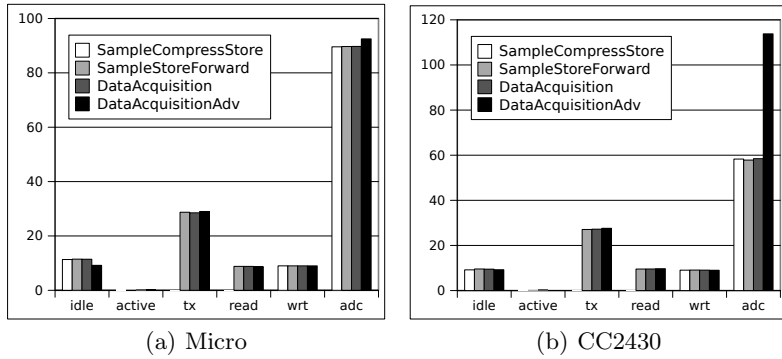 100
80
60
40
20
0
SampleCompressStore
SampleStoreForward
DataAcquisition
DataAcquisitionAdv
idle active tx read wrt adc
(a) Micro
120
100
80
60
40
20
0
SampleCompressStore
SampleStoreForward
DataAcquisition
DataAcquisitionAdv
idle active tx read wrt adc
(b) CC2430